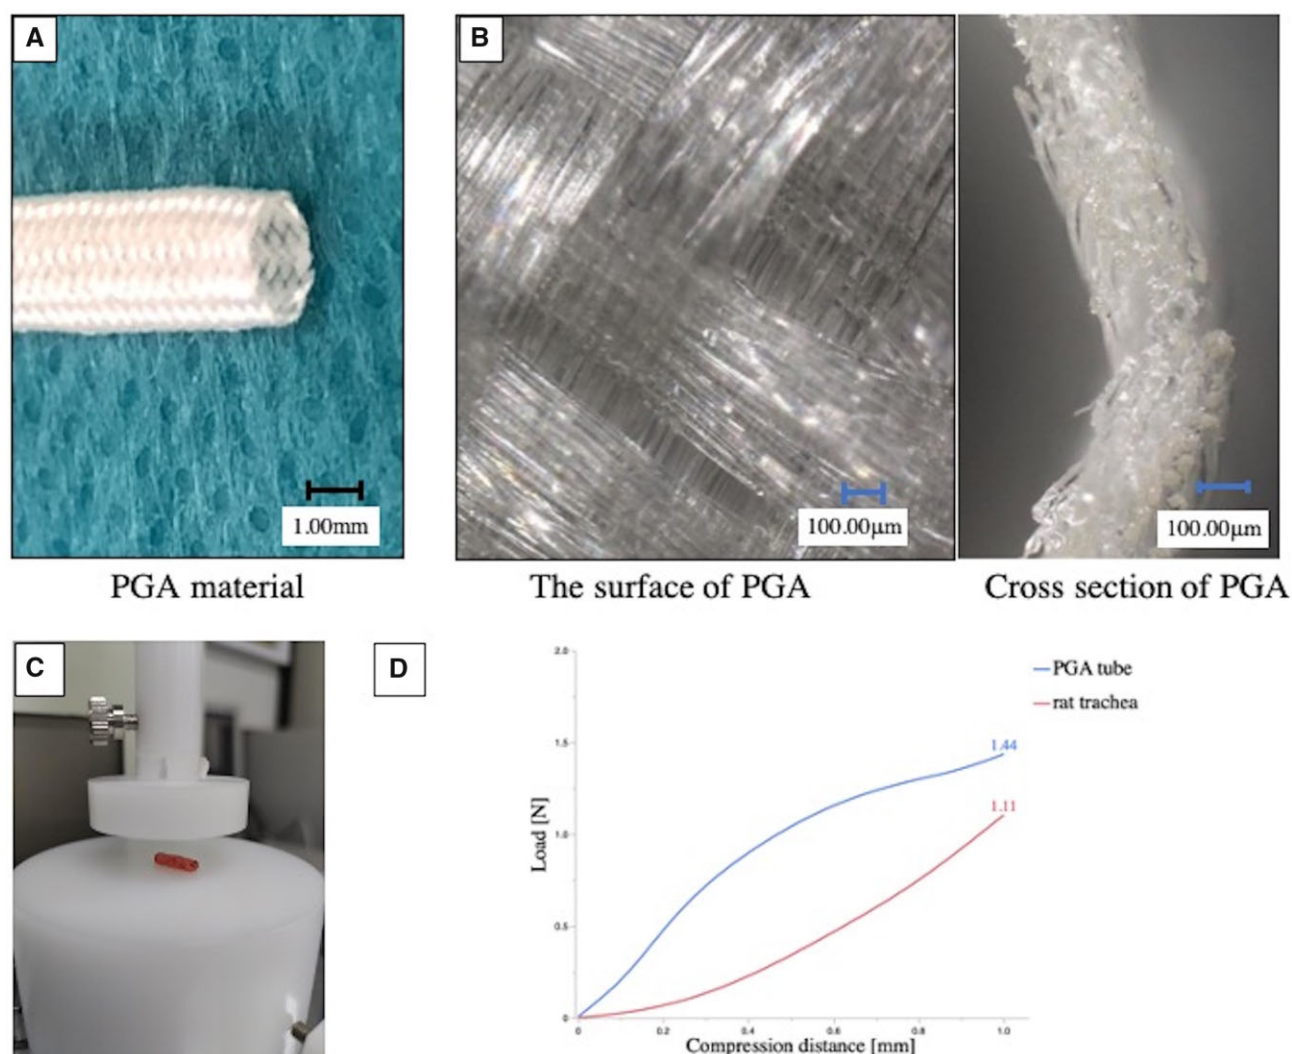 A
B
1.00mm
100.00μm
100.00μm
PGA material
The surface of PGA
Cross section of PGA
C
D
2.0
1.5
1.0
0.5
0
0
0.2
0.4
0.6
0.8
1.0
Load [N]
Compression distance [mm]
PGA tube
rat trachea
1.44
1.11